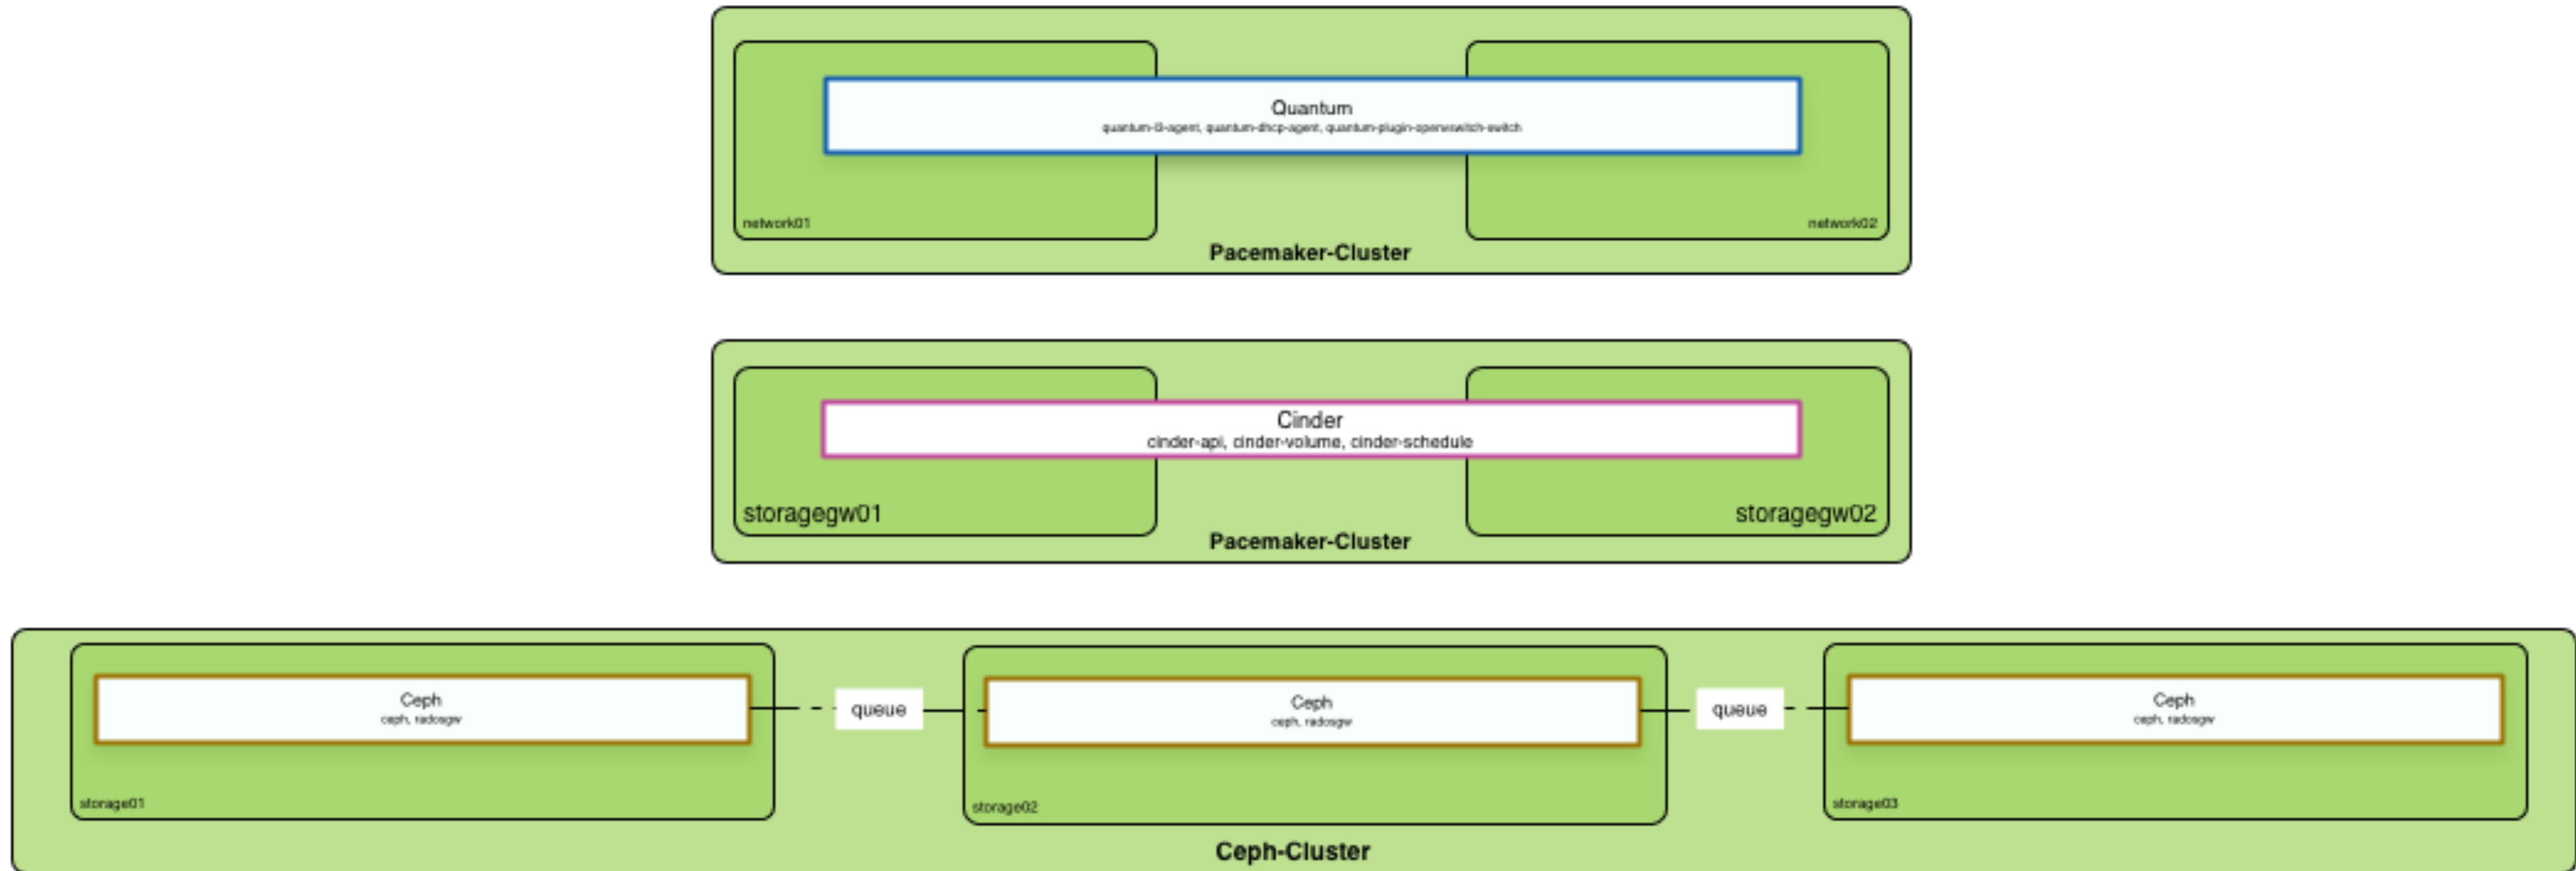 Quantum
quantum-l3-agent, quantum-dhcp-agent, quantum-plugin-openvswitch-switch
network01
network02
Pacemaker-Cluster
Cinder
cinder-api, cinder-volume, cinder-schedule
storagegw01
storagegw02
Pacemaker-Cluster
Ceph
ceph, radosgw
queue
Ceph
ceph, radosgw
queue
Ceph
ceph, radosgw
storage01
storage02
storage03
Ceph-Cluster